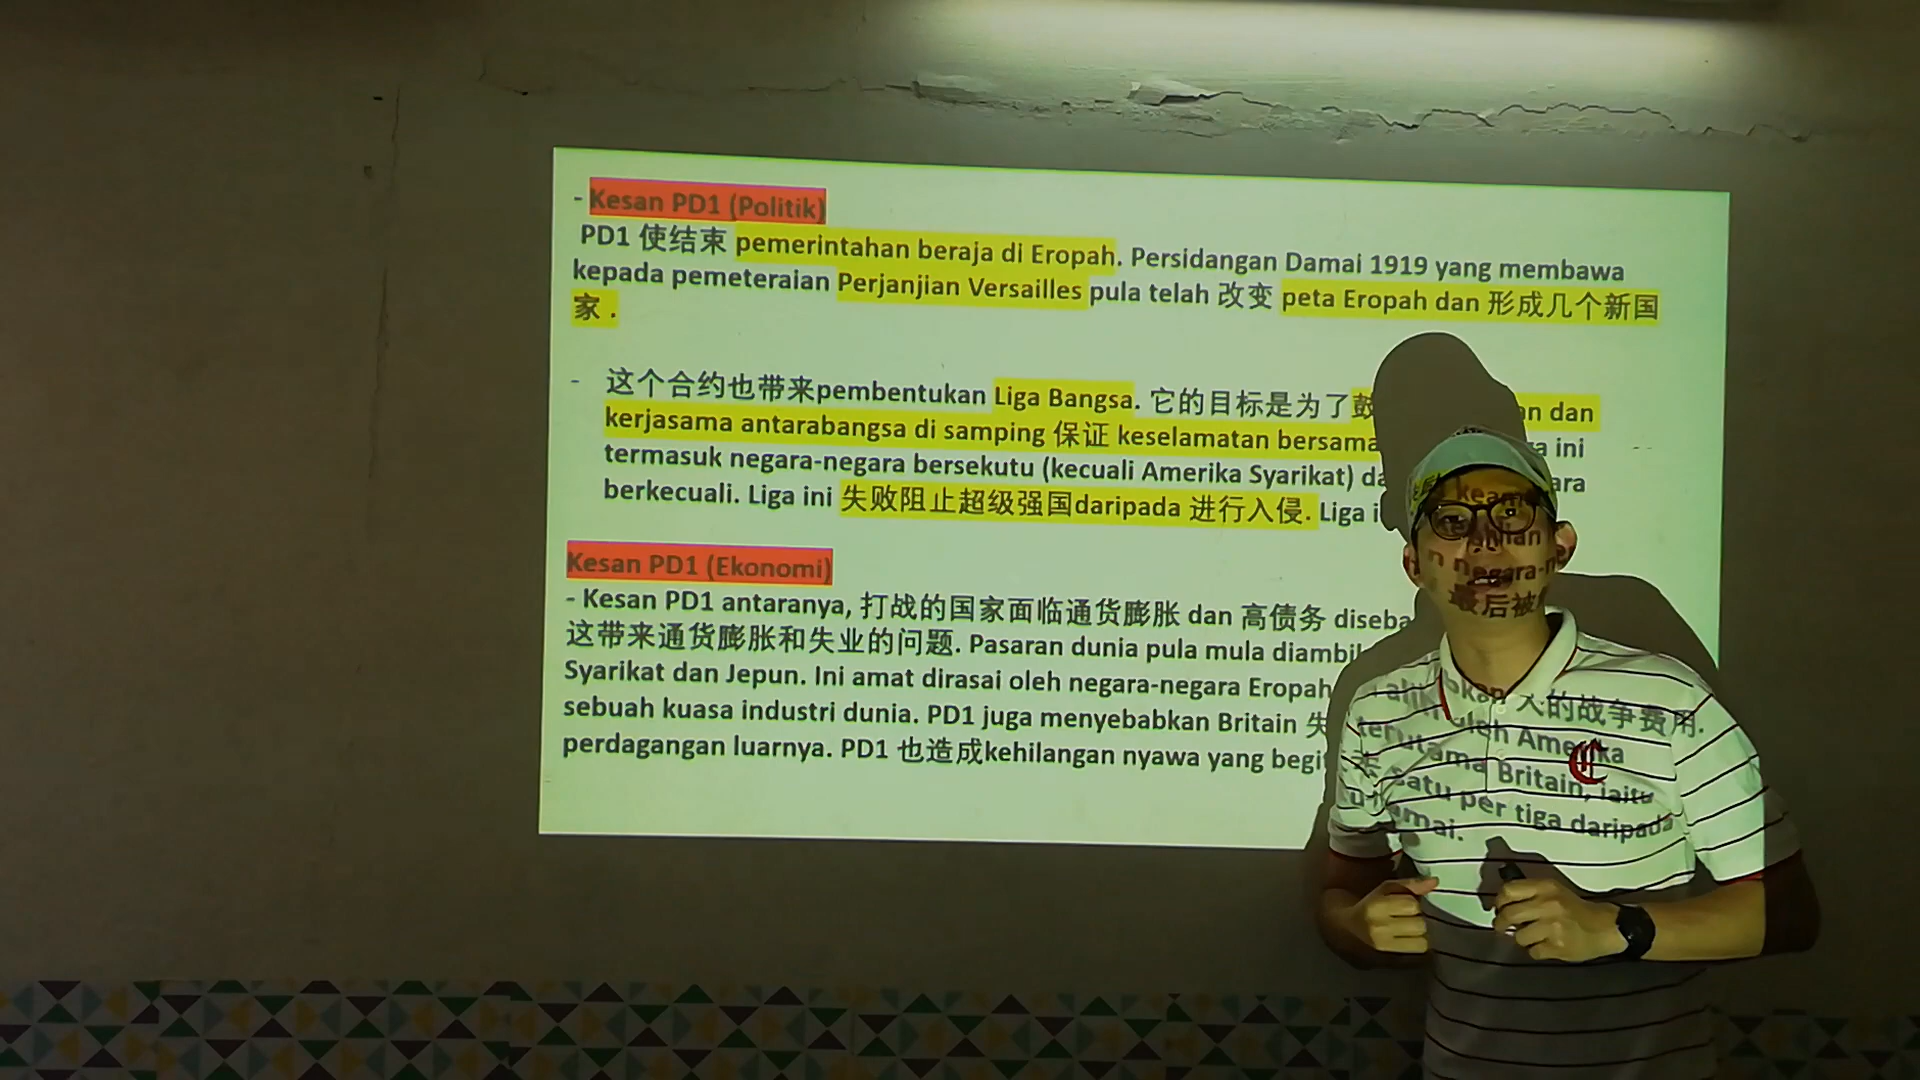 - Kesan PD1 (Politik)
PD1 使结束 pemerintahan beraja di Eropah. Persidangan Damai 1919 yang membawa
kepada pemeteraian Perjanjian Versailles pula telah 改变 peta Eropah dan 形成几个新国
家 .
- 这个合约也带来pembentukan Liga Bangsa. 它的目标是为了鼓 dan
kerjasama antarabangsa di samping 保证 keselamatan bersama ini
termasuk negara-negara bersekutu (kecuali Amerika Syarikat)
berkecuali. Liga ini 失败阻止超级强国daripada 进行入侵. Liga
Kesan PD1 (Ekonomi)
- Kesan PD1 antaranya, 打战的国家面临通货膨胀 dan 高债务 disebabkan 大的战争费用.
这带来通货膨胀和失业的问题. Pasaran dunia pula mula diambil alih oleh Amerika
Syarikat dan Jepun. Ini amat dirasai oleh negara-negara Eropah terutama Britain, iaitu
sebuah kuasa industri dunia. PD1 juga menyebabkan Britain 失去 satu per tiga daripada
perdagangan luarnya. PD1 也造成kehilangan nyawa yang begitu ramai.